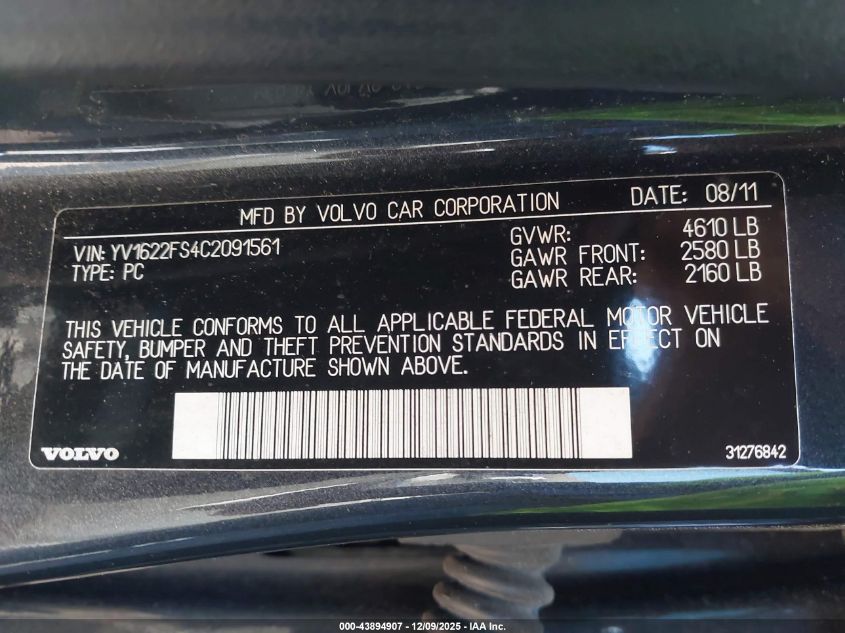 MFD BY VOLVO CAR CORPORATION DATE: 08/11
VIN: YV1622FS4C2091561
TYPE: PC
GVWR: 4610 LB
GAWR FRONT: 2580 LB
GAWR REAR: 2160 LB
THIS VEHICLE CONFORMS TO ALL APPLICABLE FEDERAL MOTOR VEHICLE
SAFETY, BUMPER AND THEFT PREVENTION STANDARDS IN EFFECT ON
THE DATE OF MANUFACTURE SHOWN ABOVE.
VOLVO 31276842
000-43894907 - 12/09/2025 - IAA Inc.